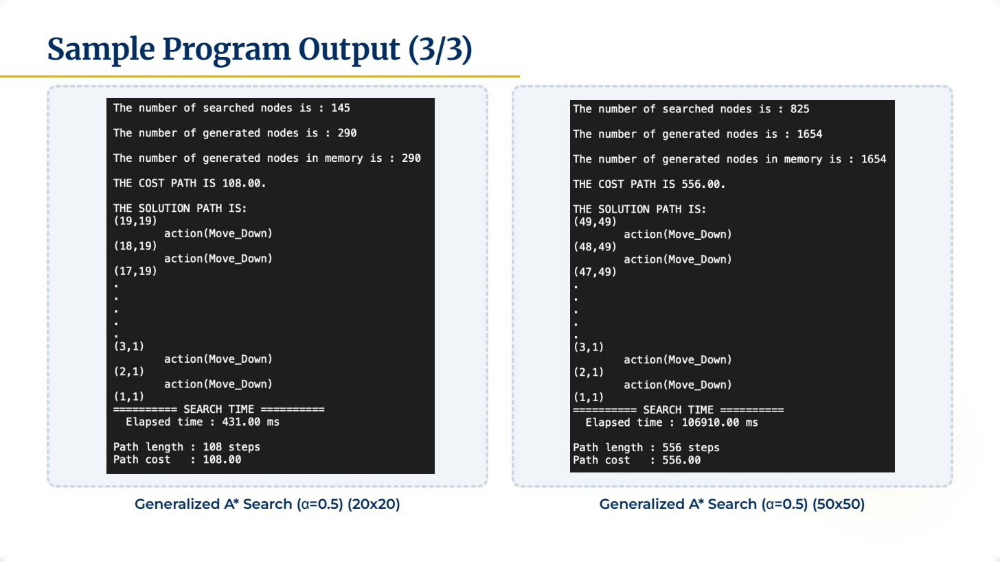 Sample Program Output (3/3)
The number of searched nodes is : 145
The number of generated nodes is : 290
The number of generated nodes in memory is : 290
THE COST PATH IS 108.00.
THE SOLUTION PATH IS:
(19,19)
action(Move_Down)
(18,19)
action(Move_Down)
(17,19)
.
.
.
.
.
(3,1)
action(Move_Down)
(2,1)
action(Move_Down)
(1,1)
========== SEARCH TIME ==========
Elapsed time : 431.00 ms
Path length : 108 steps
Path cost   : 108.00
Generalized A* Search (α=0.5) (20x20)
The number of searched nodes is : 825
The number of generated nodes is : 1654
The number of generated nodes in memory is : 1654
THE COST PATH IS 556.00.
THE SOLUTION PATH IS:
(49,49)
action(Move_Down)
(48,49)
action(Move_Down)
(47,49)
.
.
.
.
.
(3,1)
action(Move_Down)
(2,1)
action(Move_Down)
(1,1)
========== SEARCH TIME ==========
Elapsed time : 106910.00 ms
Path length : 556 steps
Path cost   : 556.00
Generalized A* Search (α=0.5) (50x50)